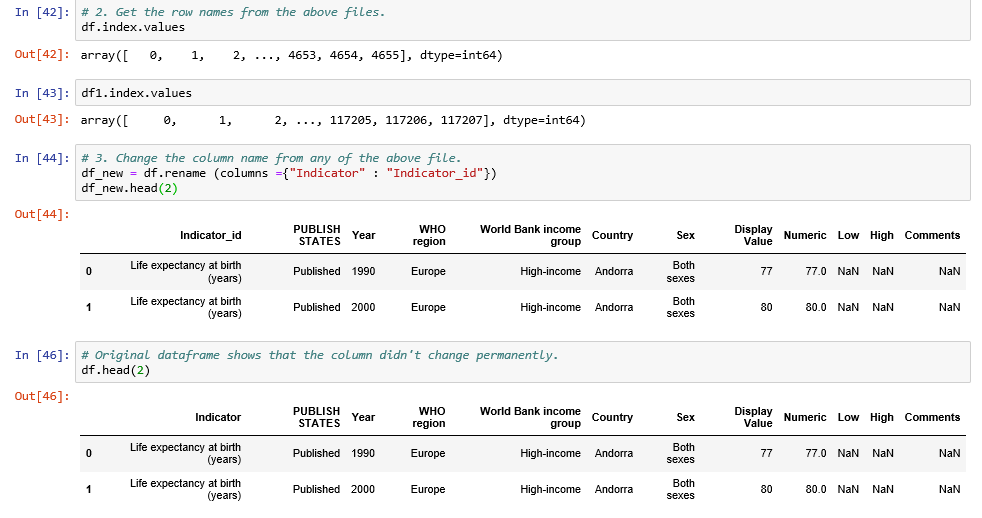 In [42]: # 2. Get the row names from the above files.
df.index.values
Out[42]: array([   0,    1,    2, ..., 4653, 4654, 4655], dtype=int64)
In [43]: df1.index.values
Out[43]: array([     0,      1,      2, ..., 117205, 117206, 117207], dtype=int64)
In [44]: # 3. Change the column name from any of the above file.
df_new = df.rename (columns ={"Indicator" : "Indicator_id"})
df_new.head(2)
Out[44]:
Indicator_id PUBLISH STATES Year WHO region World Bank income group Country Sex Display Value Numeric Low High Comments
0 Life expectancy at birth (years) Published 1990 Europe High-income Andorra Both sexes 77 77.0 NaN NaN NaN
1 Life expectancy at birth (years) Published 2000 Europe High-income Andorra Both sexes 80 80.0 NaN NaN NaN
In [46]: # Original dataframe shows that the column didn't change permanently.
df.head(2)
Out[46]:
Indicator PUBLISH STATES Year WHO region World Bank income group Country Sex Display Value Numeric Low High Comments
0 Life expectancy at birth (years) Published 1990 Europe High-income Andorra Both sexes 77 77.0 NaN NaN NaN
1 Life expectancy at birth (years) Published 2000 Europe High-income Andorra Both sexes 80 80.0 NaN NaN NaN